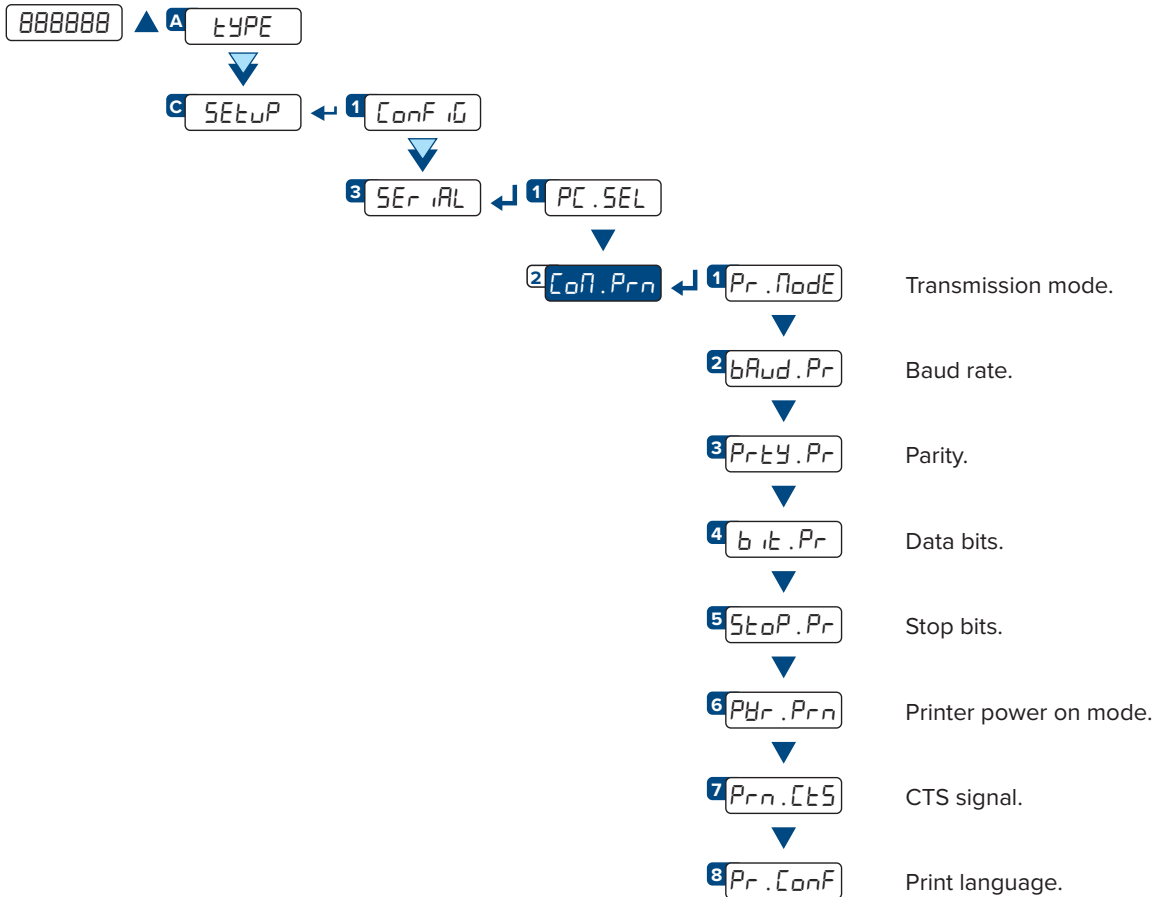 888888 A tYPE
C SEtuP 1 ConFiG
3 SEriAL 1 PC.SEL
2 CoM.Prn 1 Pr.ModE Transmission mode.
2 bAud.Pr Baud rate.
3 PrtY.Pr Parity.
4 bit.Pr Data bits.
5 StoP.Pr Stop bits.
6 PWr.Prn Printer power on mode.
7 Prn.CtS CTS signal.
8 Pr.ConF Print language.